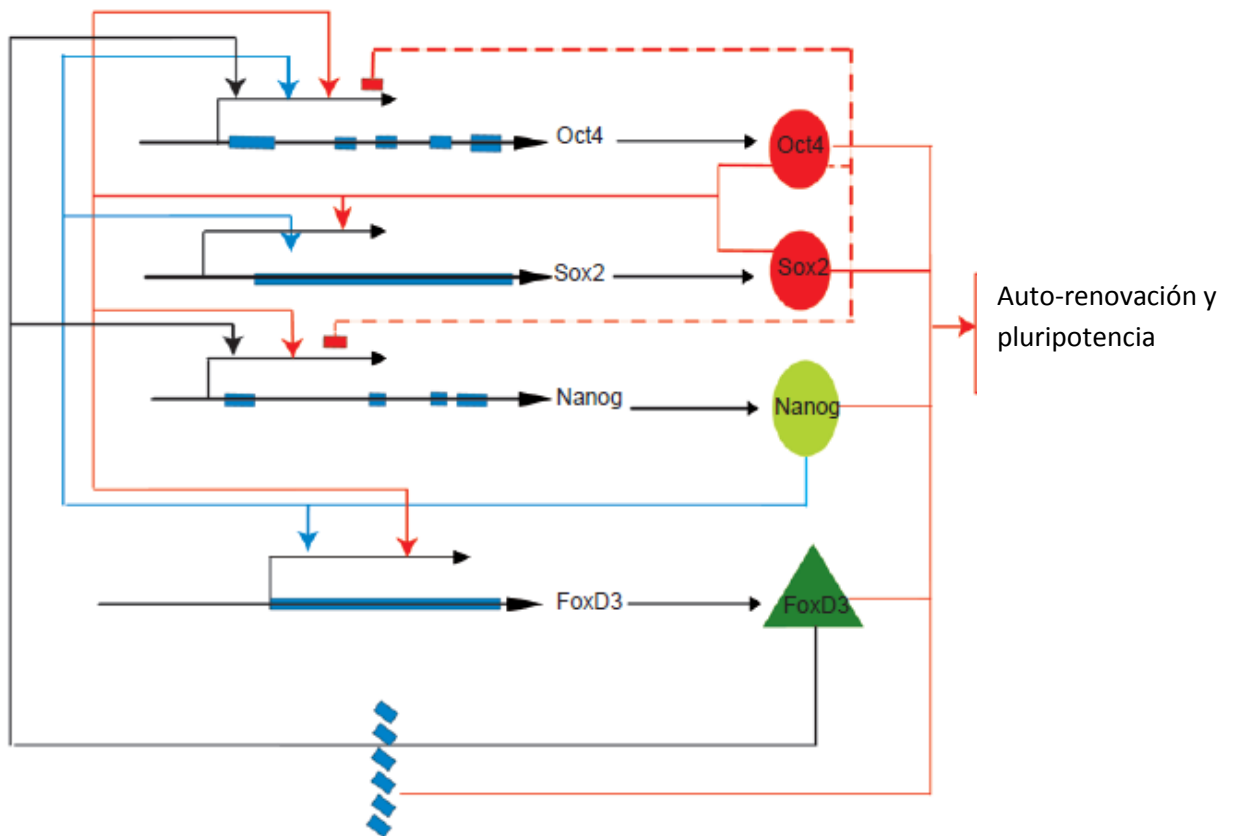 Oct4
Oct4
Sox2
Sox2
Auto-renovación y
pluripotencia
Nanog
Nanog
FoxD3
FoxD3